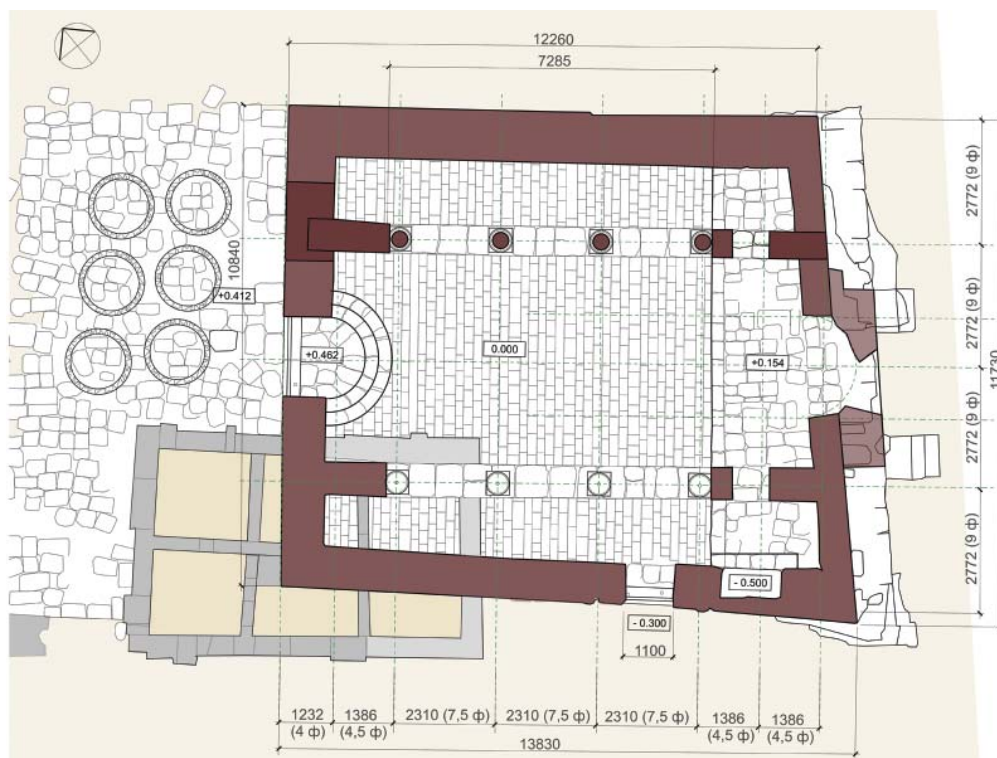 12260
7285
2772 (9 ф)
10840
+0.412
2772 (9 ф)
0.000
+0.462
+0.154
11730
2772 (9 ф)
2772 (9 ф)
- 0.500
- 0.300
1100
1232 1386 2310 (7,5 ф) 2310 (7,5 ф) 2310 (7,5 ф) 1386 1386
(4 ф) (4,5 ф) (4,5 ф) (4,5 ф)
13830